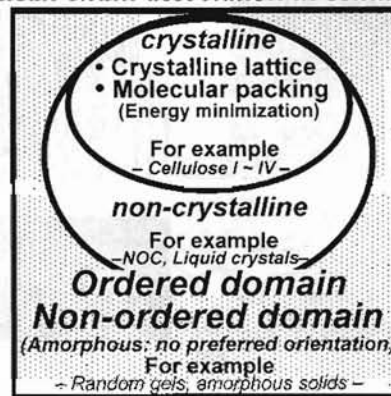 crystalline
• Crystalline lattice
• Molecular packing
(Energy minimization)
For example
– Cellulose I ~ IV –
non-crystalline
For example
–NOC, Liquid crystals–
Ordered domain
Non-ordered domain
(Amorphous: no preferred orientation)
For example
– Random gels, amorphous solids –